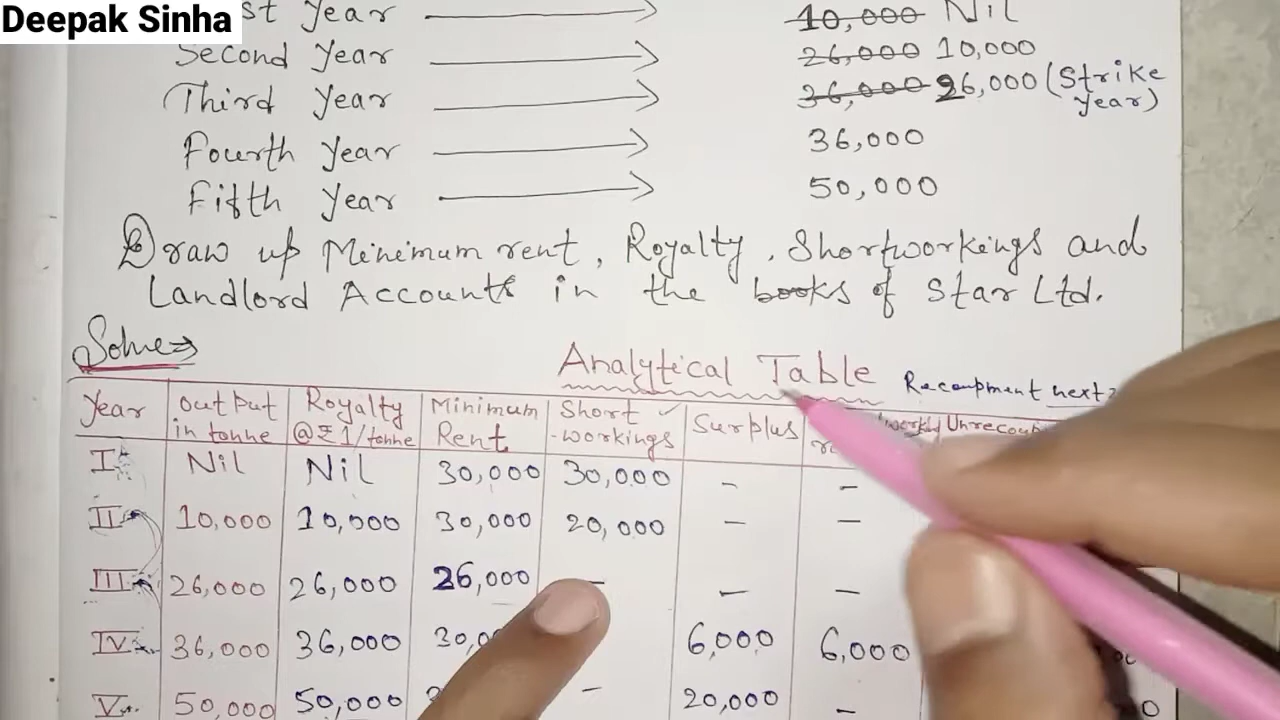 Deepak Sinha
st Year 10,000 Nil
Second Year 26,000 10,000
Third Year 36,000 26,000 (Strike
year)
Fourth Year 36,000
Fifth Year 50,000
Draw up Minimum rent, Royalty, Shortworkings and
Landlord Accounts in the books of Star Ltd.
Solve
Analytical Table Recoupment next
Year Output in tonne Royalty @₹1/tonne Minimum Rent Short-workings Surplus
I Nil Nil 30,000 30,000 - -
II 10,000 10,000 30,000 20,000 - -
III 26,000 26,000 26,000 - - -
IV 36,000 36,000 6,000 6,000
V 50,000 50,000 - 20,000 -